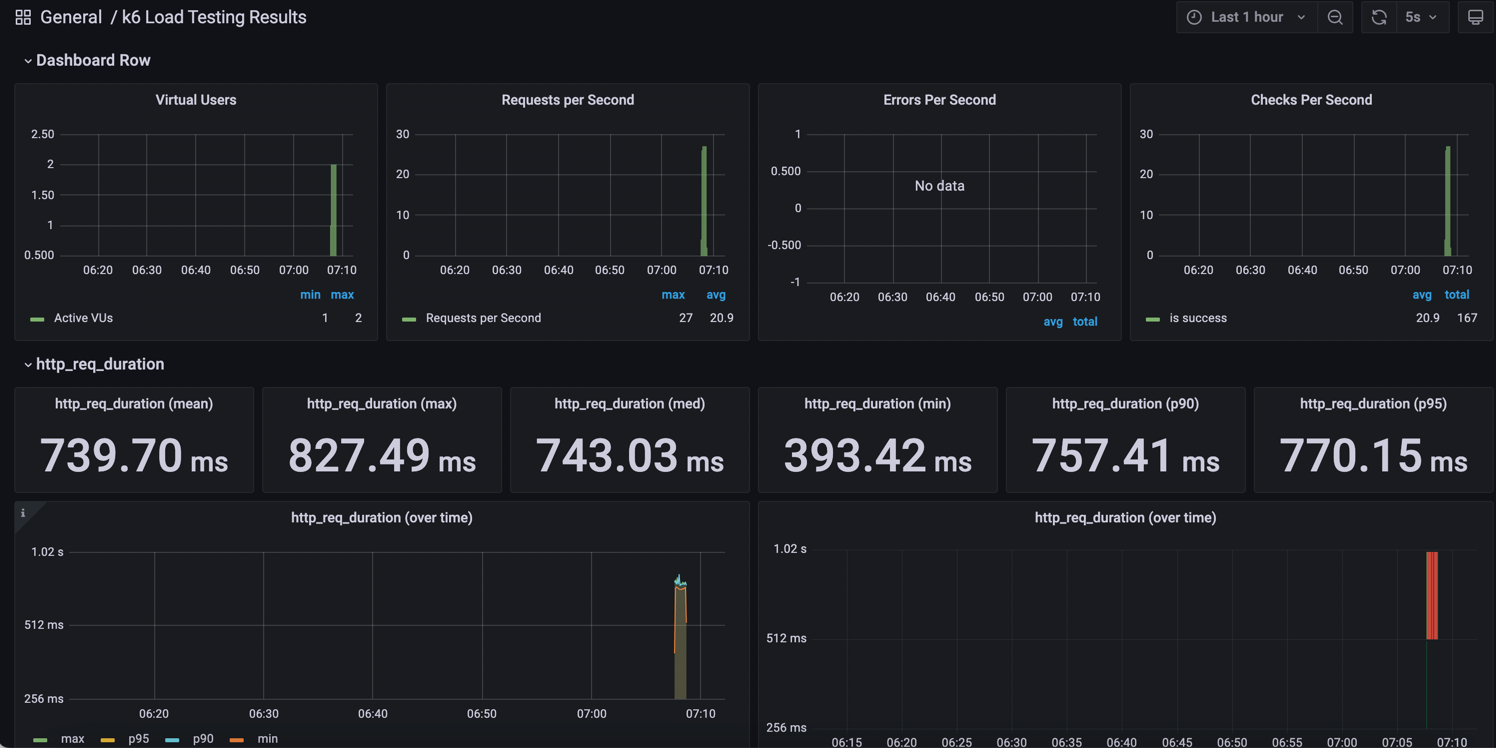 General / k6 Load Testing Results
Last 1 hour
5s
Dashboard Row
Virtual Users
2.50
2
1.50
1
0.500
06:20 06:30 06:40 06:50 07:00 07:10
min max
Active VUs 1 2
Requests per Second
30
20
10
0
06:20 06:30 06:40 06:50 07:00 07:10
max avg
Requests per Second 27 20.9
Errors Per Second
1
0.500
0
-0.500
-1
No data
06:20 06:30 06:40 06:50 07:00 07:10
avg total
Checks Per Second
30
20
10
0
06:20 06:30 06:40 06:50 07:00 07:10
avg total
is success 20.9 167
http_req_duration
http_req_duration (mean)
739.70 ms
http_req_duration (max)
827.49 ms
http_req_duration (med)
743.03 ms
http_req_duration (min)
393.42 ms
http_req_duration (p90)
757.41 ms
http_req_duration (p95)
770.15 ms
i
http_req_duration (over time)
1.02 s
512 ms
256 ms
06:20 06:30 06:40 06:50 07:00 07:10
max p95 p90 min
http_req_duration (over time)
1.02 s
512 ms
256 ms
06:15 06:20 06:25 06:30 06:35 06:40 06:45 06:50 06:55 07:00 07:05 07:10